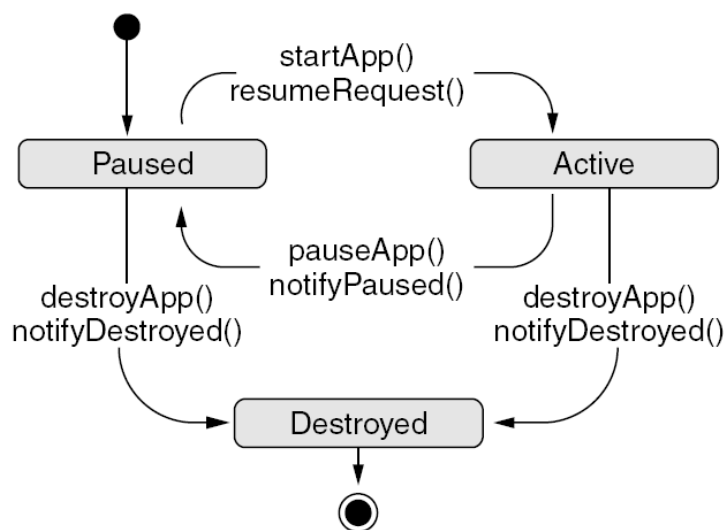 startApp()
resumeRequest()
Paused
Active
pauseApp()
notifyPaused()
destroyApp()
notifyDestroyed()
destroyApp()
notifyDestroyed()
Destroyed